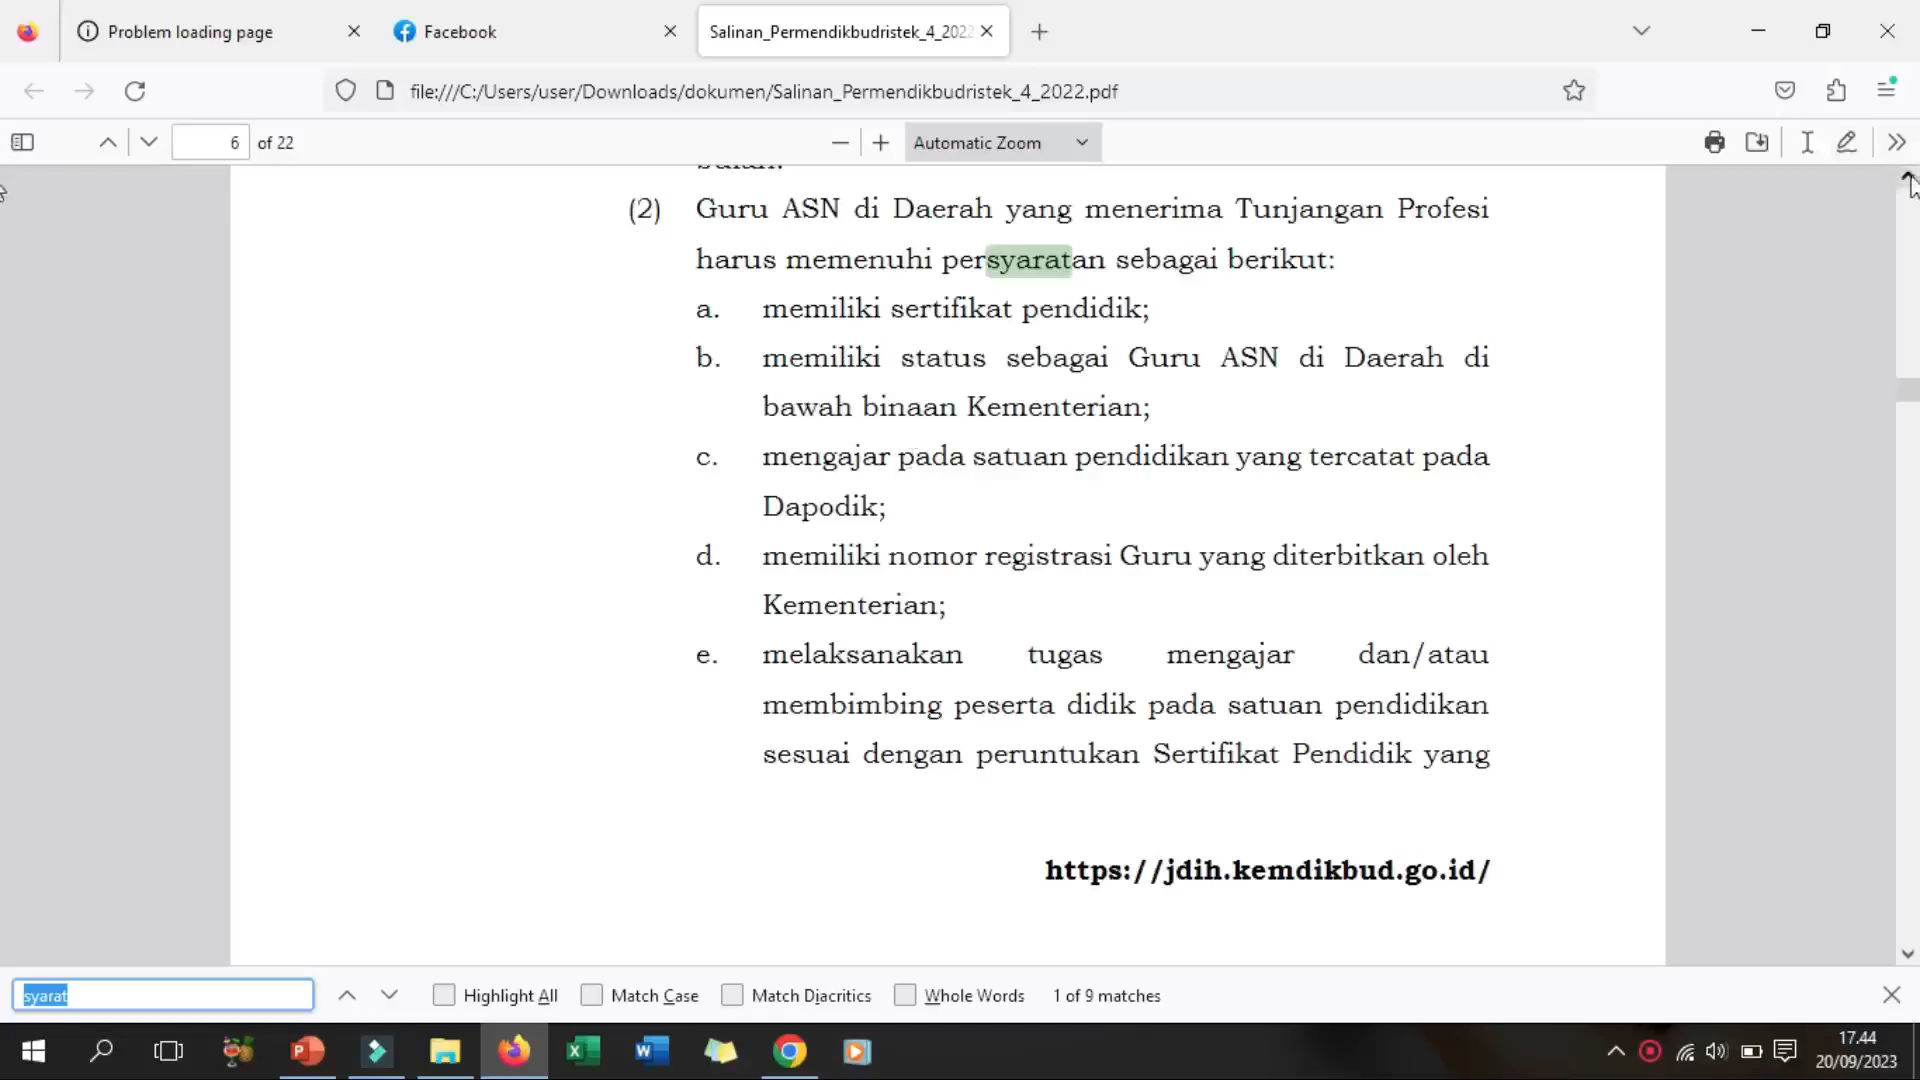 Problem loading page
Facebook
Salinan_Permendikbudristek_4_2022
file:///C:/Users/user/Downloads/dokumen/Salinan_Permendikbudristek_4_2022.pdf
6 of 22
Automatic Zoom
bulan.
(2) Guru ASN di Daerah yang menerima Tunjangan Profesi
harus memenuhi persyaratan sebagai berikut:
a. memiliki sertifikat pendidik;
b. memiliki status sebagai Guru ASN di Daerah di
bawah binaan Kementerian;
c. mengajar pada satuan pendidikan yang tercatat pada
Dapodik;
d. memiliki nomor registrasi Guru yang diterbitkan oleh
Kementerian;
e. melaksanakan tugas mengajar dan/atau
membimbing peserta didik pada satuan pendidikan
sesuai dengan peruntukan Sertifikat Pendidik yang
https://jdih.kemdikbud.go.id/
syarat
Highlight All
Match Case
Match Diacritics
Whole Words
1 of 9 matches
17.44
20/09/2023